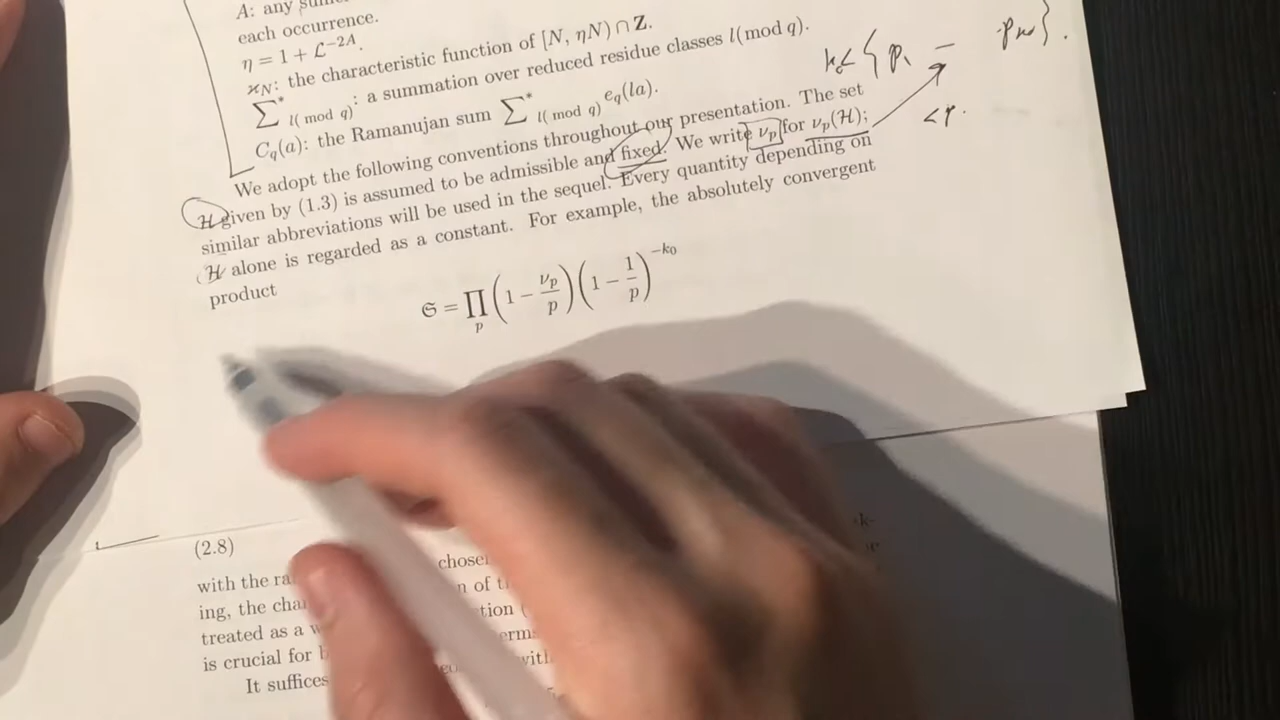 A: any
each occurrence.
η = 1 + 𝓛^{-2A}.
ϰ_N: the characteristic function of [N, ηN) ∩ Z.
∑*_{l(mod q)}: a summation over reduced residue classes l(mod q).
C_q(a): the Ramanujan sum ∑*_{l(mod q)} e_q(la).
We adopt the following conventions throughout our presentation. The set
𝓗 given by (1.3) is assumed to be admissible and fixed. We write ν_p for ν_p(𝓗);
similar abbreviations will be used in the sequel. Every quantity depending on
𝓗 alone is regarded as a constant. For example, the absolutely convergent
product
𝔖 = ∏_p (1 − ν_p/p)(1 − 1/p)^{-k_0}
< p.
(2.8)
with the
chosen
ing, the
treated as a
is crucial for
It suffices